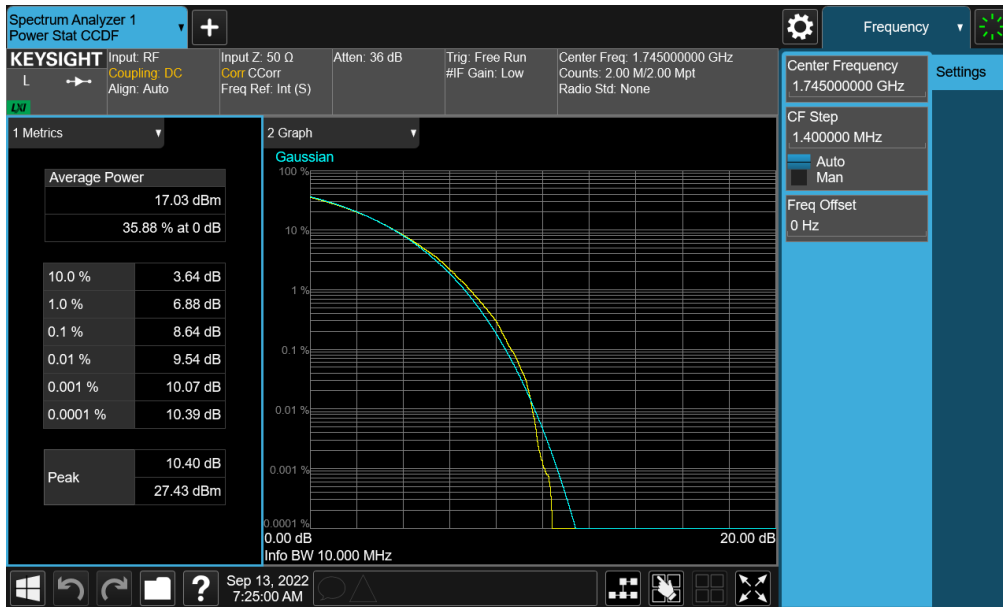 Spectrum Analyzer 1
Power Stat CCDF
Frequency
KEYSIGHT
L
LXI
Input: RF
Coupling: DC
Align: Auto
Input Z: 50 Ω
Corr CCorr
Freq Ref: Int (S)
Atten: 36 dB
Trig: Free Run
#IF Gain: Low
Center Freq: 1.745000000 GHz
Counts: 2.00 M/2.00 Mpt
Radio Std: None
Center Frequency
1.745000000 GHz
Settings
CF Step
1.400000 MHz
Auto
Man
Freq Offset
0 Hz
1 Metrics
Average Power
17.03 dBm
35.88 % at 0 dB
10.0 % 3.64 dB
1.0 % 6.88 dB
0.1 % 8.64 dB
0.01 % 9.54 dB
0.001 % 10.07 dB
0.0001 % 10.39 dB
Peak
10.40 dB
27.43 dBm
2 Graph
Gaussian
100 %
10 %
1 %
0.1 %
0.01 %
0.001 %
0.0001 %
0.00 dB 20.00 dB
Info BW 10.000 MHz
?
Sep 13, 2022
7:25:00 AM